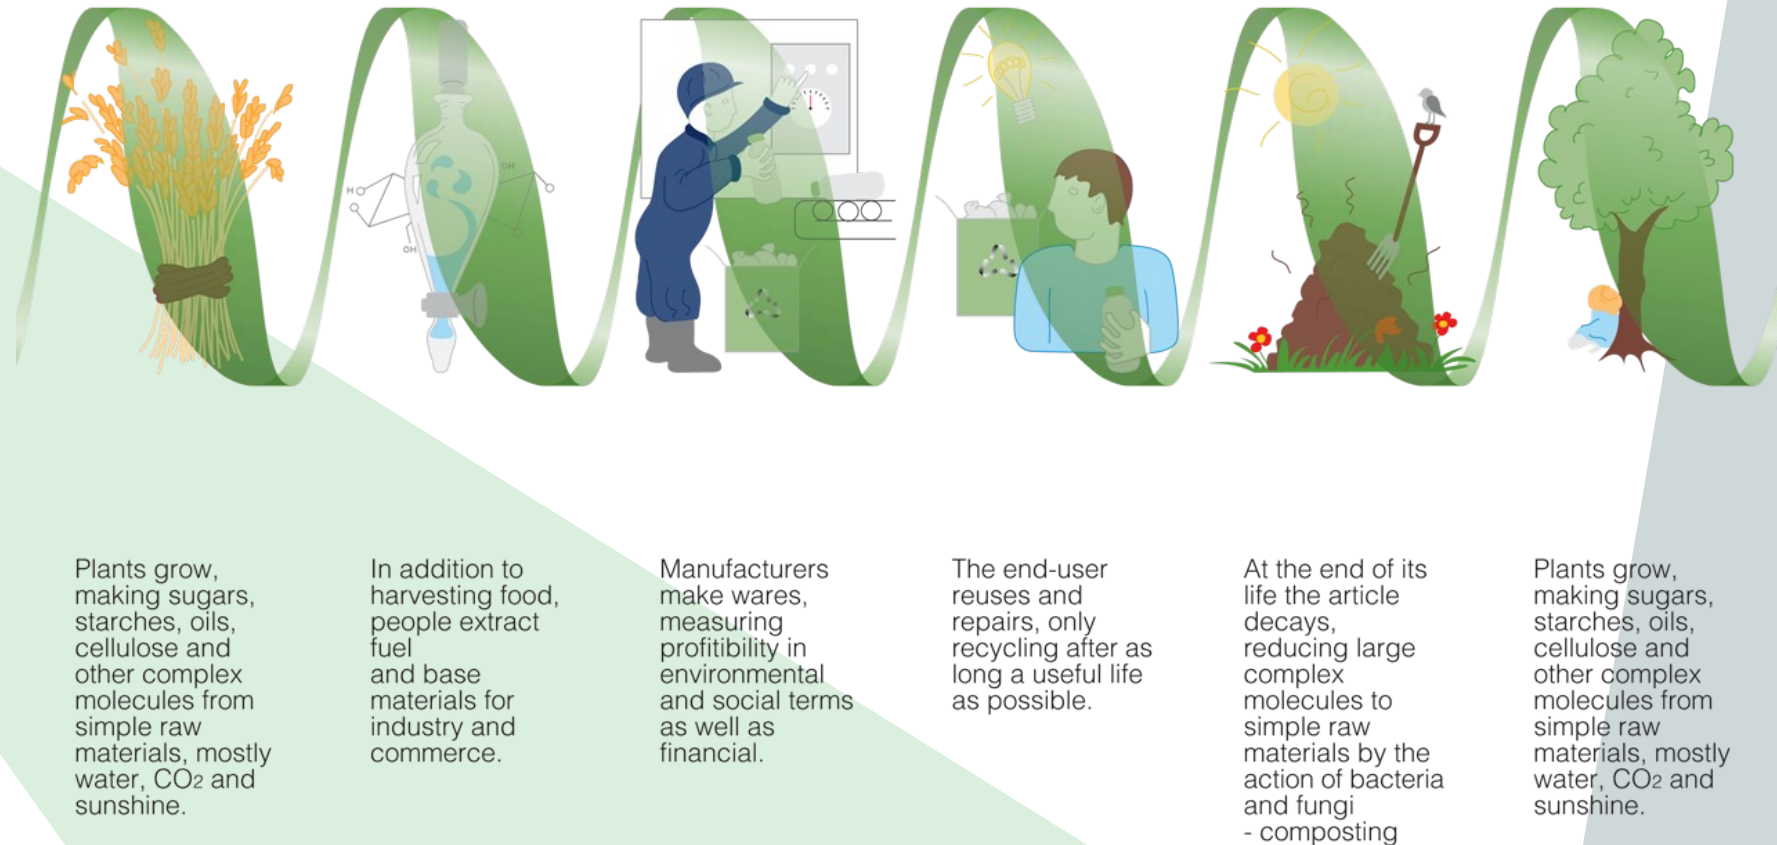 H
OH
OH
Plants grow,
making sugars,
starches, oils,
cellulose and
other complex
molecules from
simple raw
materials, mostly
water, CO2 and
sunshine.
In addition to
harvesting food,
people extract
fuel
and base
materials for
industry and
commerce.
Manufacturers
make wares,
measuring
profitibility in
environmental
and social terms
as well as
financial.
The end-user
reuses and
repairs, only
recycling after as
long a useful life
as possible.
At the end of its
life the article
decays,
reducing large
complex
molecules to
simple raw
materials by the
action of bacteria
and fungi
- composting
Plants grow,
making sugars,
starches, oils,
cellulose and
other complex
molecules from
simple raw
materials, mostly
water, CO2 and
sunshine.